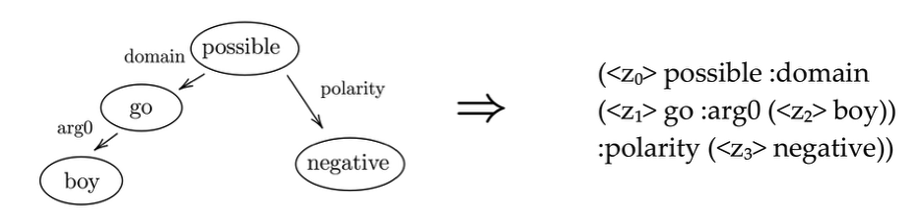 possible
domain
go
polarity
arg0
boy
negative
⇒
(<z₀> possible :domain
(<z₁> go :arg0 (<z₂> boy))
:polarity (<z₃> negative))